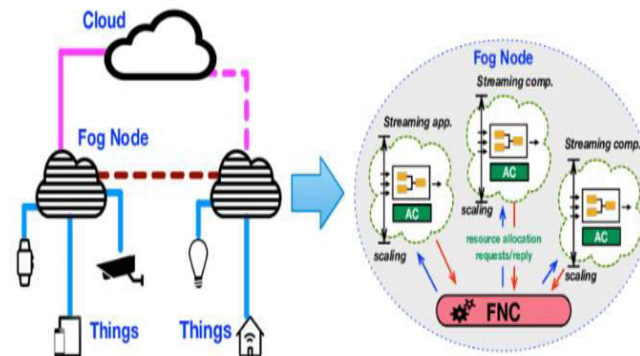 Cloud
Fog Node
Things
Things
Fog Node
Streaming comp.
Streaming app.
Streaming comp.
AC
AC
AC
scaling
scaling
scaling
resource allocation
requests/reply
FNC